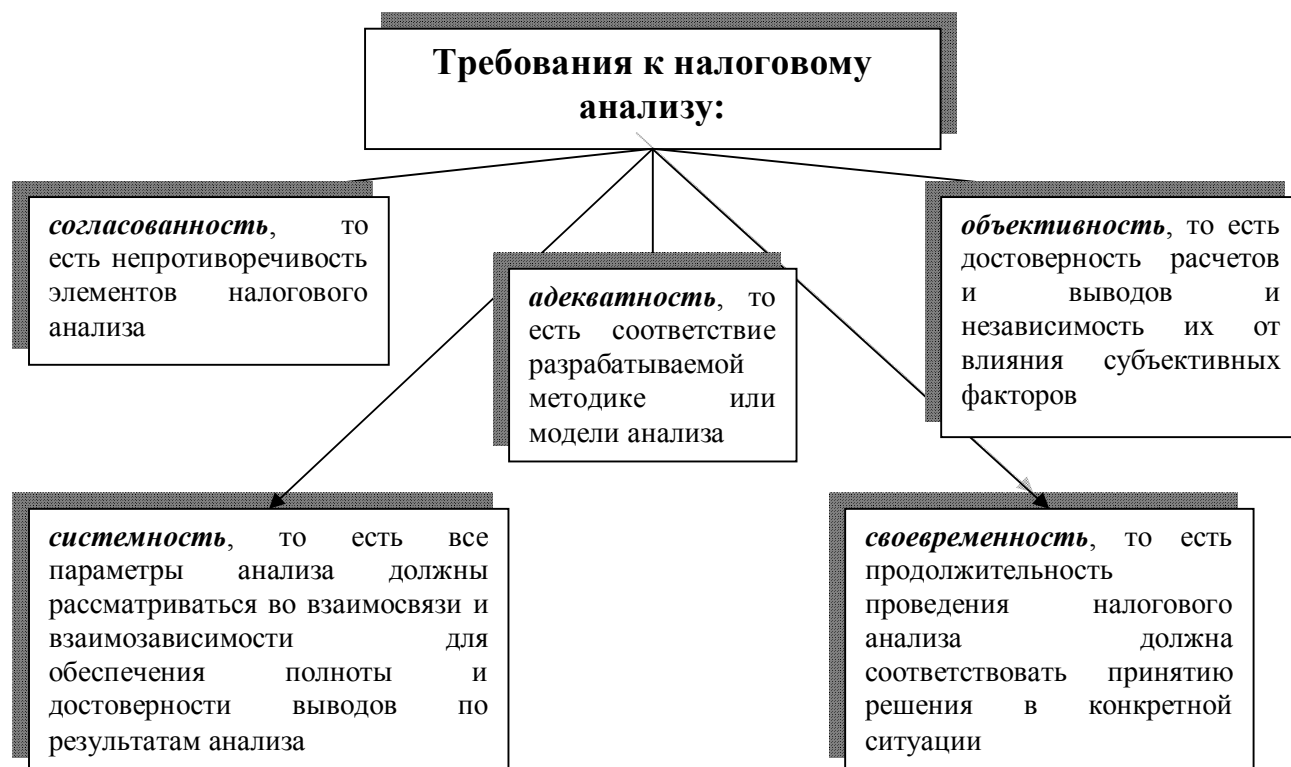 Требования к налоговому
анализу:
согласованность, то
есть непротиворечивость
элементов налогового
анализа
адекватность, то
есть соответствие
разрабатываемой
методике или
модели анализа
объективность, то есть
достоверность расчетов
и выводов и
независимость их от
влияния субъективных
факторов
системность, то есть все
параметры анализа должны
рассматриваться во взаимосвязи и
взаимозависимости для
обеспечения полноты и
достоверности выводов по
результатам анализа
своевременность, то есть
продолжительность
проведения налогового
анализа должна
соответствовать принятию
решения в конкретной
ситуации